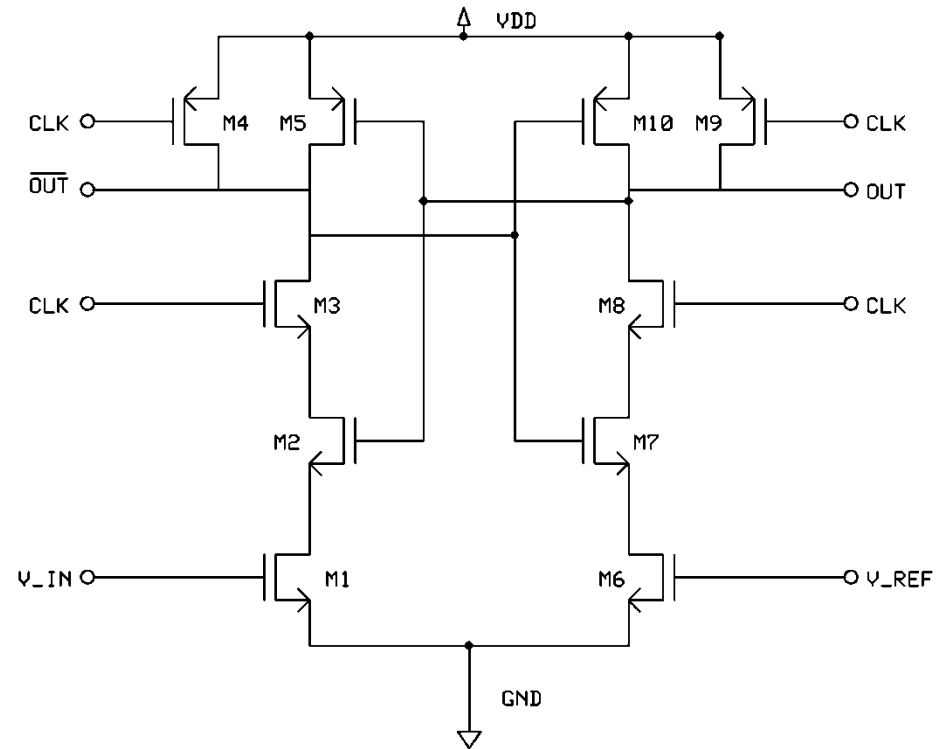 VDD
CLK M4 M5 M10 M9 CLK
O̅U̅T̅ OUT
CLK M3 M8 CLK
M2 M7
V_IN M1 M6 V_REF
GND